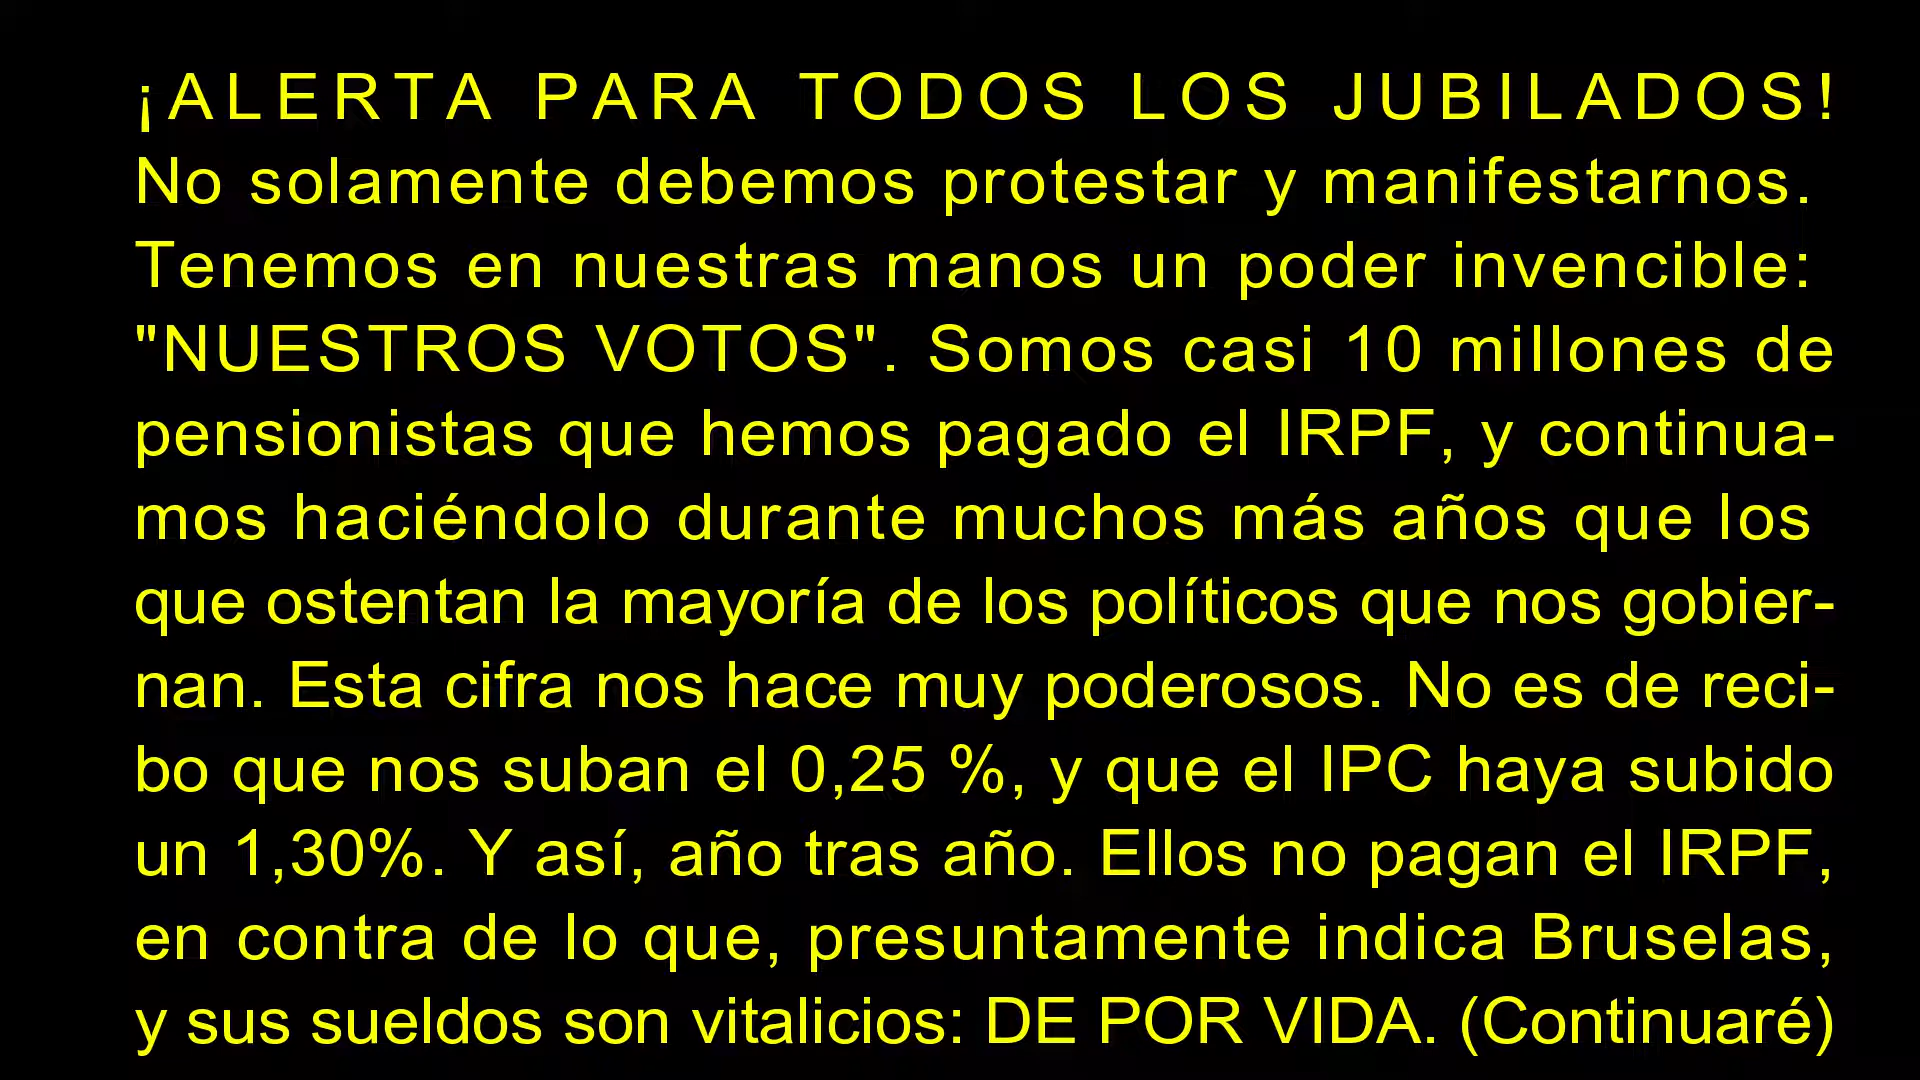 ¡ALERTA PARA TODOS LOS JUBILADOS!
No solamente debemos protestar y manifestarnos.
Tenemos en nuestras manos un poder invencible:
"NUESTROS VOTOS". Somos casi 10 millones de
pensionistas que hemos pagado el IRPF, y continua-
mos haciéndolo durante muchos más años que los
que ostentan la mayoría de los políticos que nos gobier-
nan. Esta cifra nos hace muy poderosos. No es de reci-
bo que nos suban el 0,25 %, y que el IPC haya subido
un 1,30%. Y así, año tras año. Ellos no pagan el IRPF,
en contra de lo que, presuntamente indica Bruselas,
y sus sueldos son vitalicios: DE POR VIDA. (Continuaré)